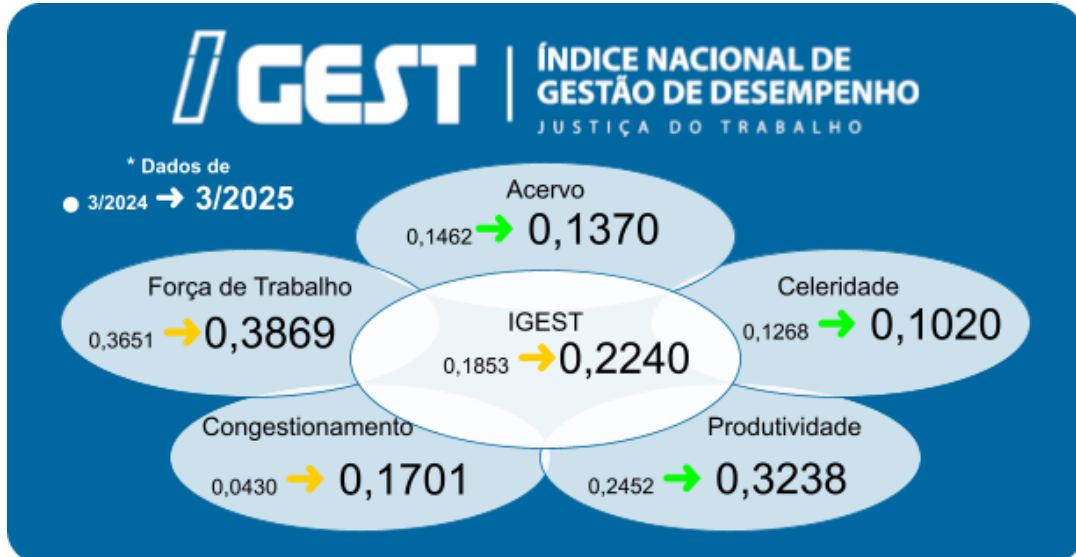 IGEST
ÍNDICE NACIONAL DE
GESTÃO DE DESEMPENHO
JUSTIÇA DO TRABALHO
* Dados de
3/2024 ➔ 3/2025
Acervo
0,1462 ➔ 0,1370
Força de Trabalho
0,3651 ➔ 0,3869
Celeridade
0,1268 ➔ 0,1020
IGEST
0,1853 ➔ 0,2240
Congestionamento
0,0430 ➔ 0,1701
Produtividade
0,2452 ➔ 0,3238